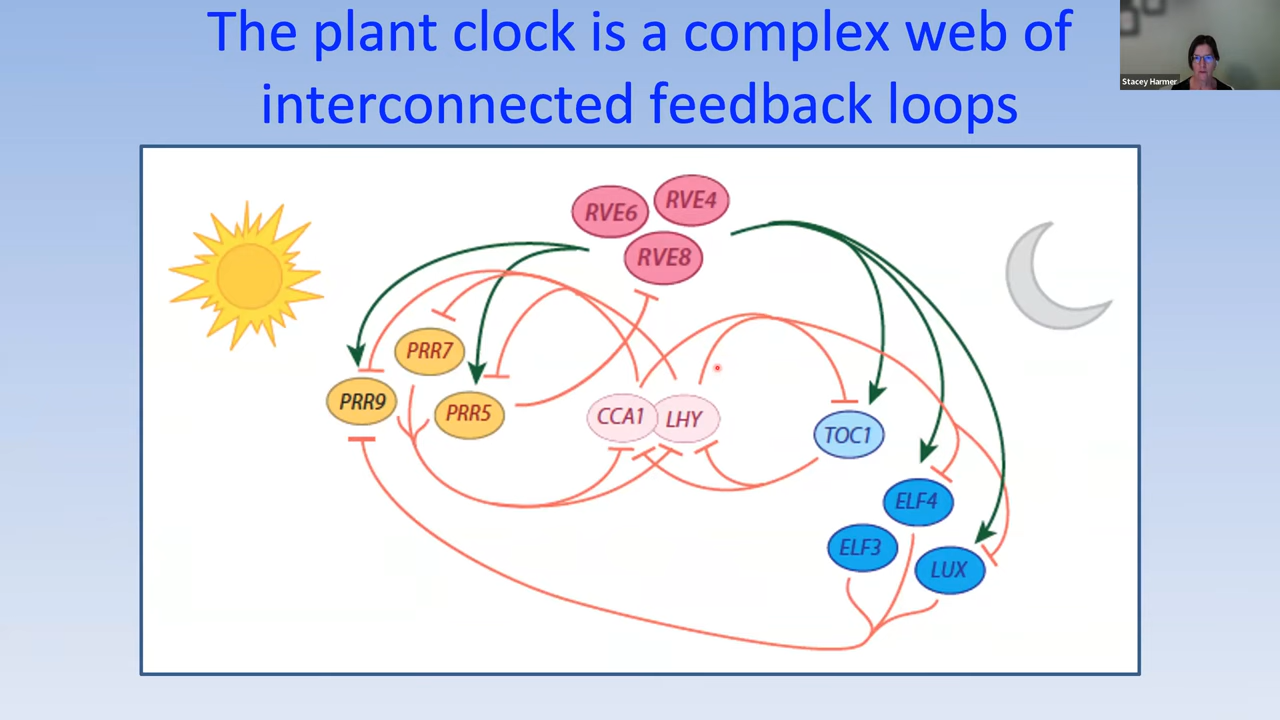 The plant clock is a complex web of
interconnected feedback loops
Stacey Harmer
RVE6
RVE4
RVE8
PRR7
PRR9
PRR5
CCA1
LHY
TOC1
ELF4
ELF3
LUX